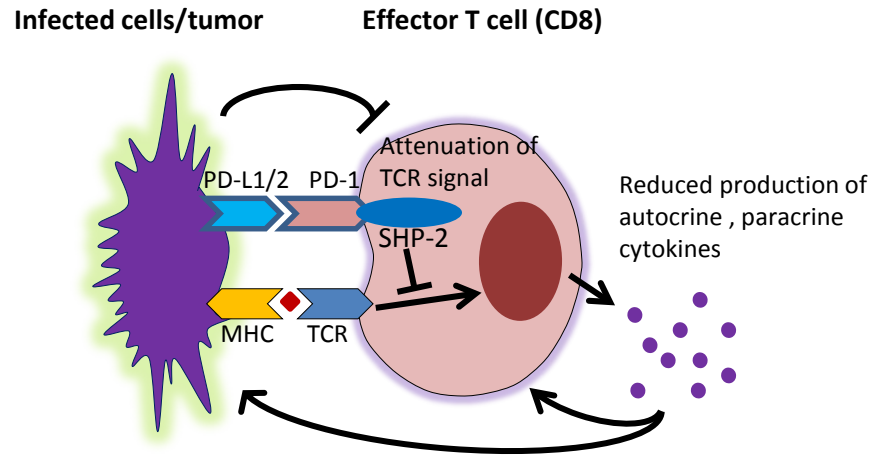 Infected cells/tumor
Effector T cell (CD8)
Attenuation of
TCR signal
PD-L1/2
PD-1
SHP-2
MHC
TCR
Reduced production of
autocrine , paracrine
cytokines